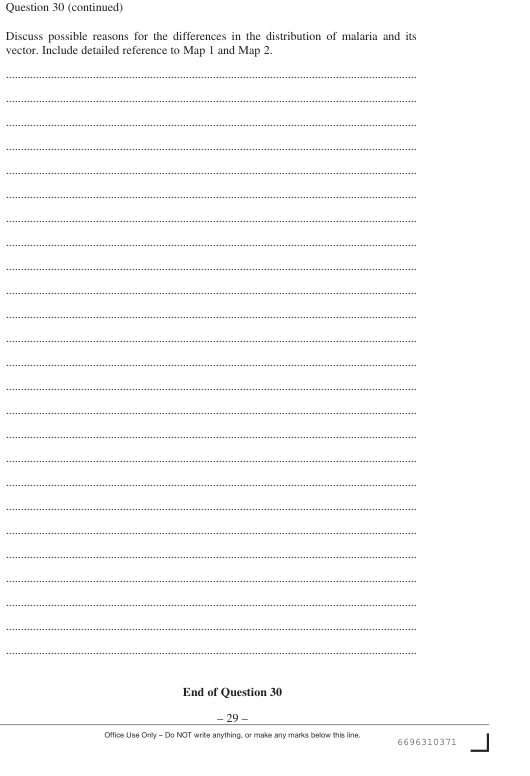 Question 30 (continued)
Discuss possible reasons for the differences in the distribution of malaria and its
vector. Include detailed reference to Map 1 and Map 2.
End of Question 30
– 29 –
Office Use Only – Do NOT write anything, or make any marks below this line.
6696310371